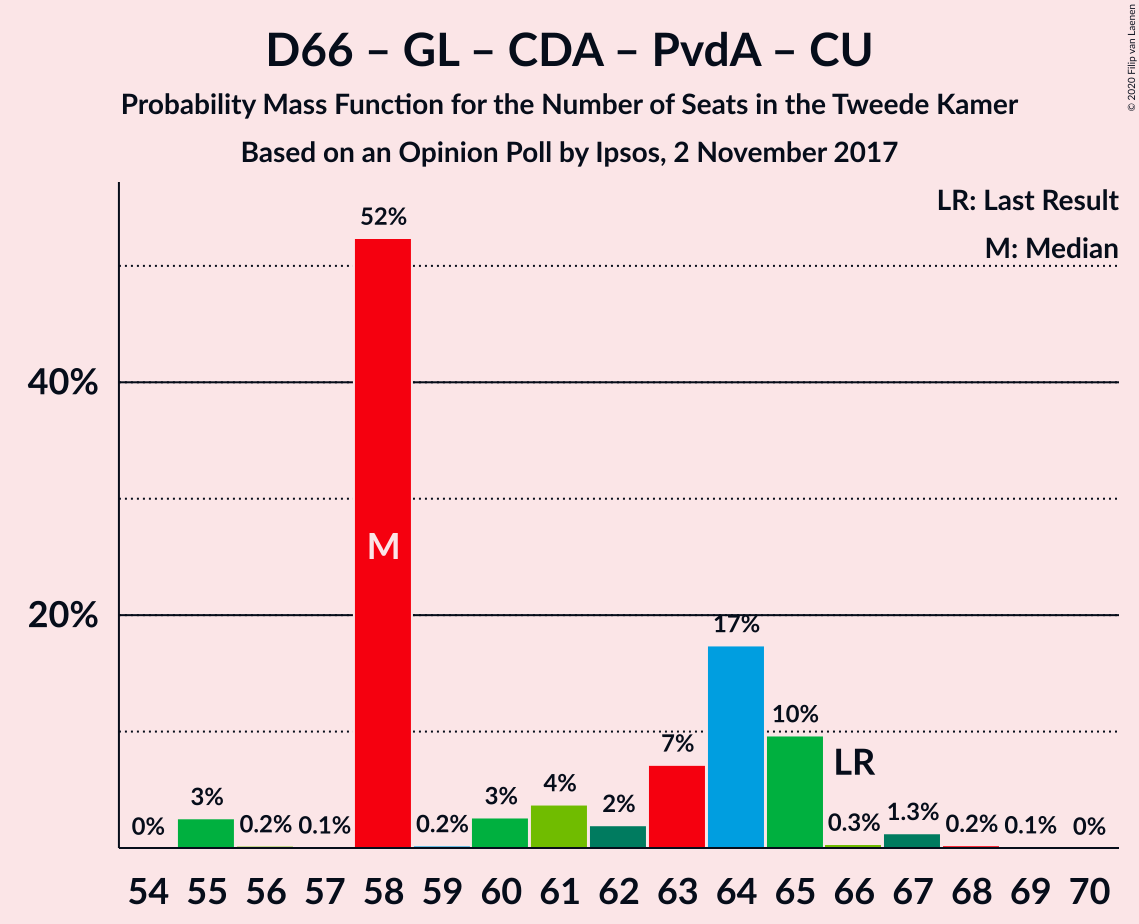 D66 – GL – CDA – PvdA – CU
Probability Mass Function for the Number of Seats in the Tweede Kamer
Based on an Opinion Poll by Ipsos, 2 November 2017
© 2020 Filip van Laenen
LR: Last Result
M: Median
40%
20%
0%
3%
0.2%
0.1%
52%
M
0.2%
3%
4%
2%
7%
17%
10%
LR
0.3%
1.3%
0.2%
0.1%
0%
54 55 56 57 58 59 60 61 62 63 64 65 66 67 68 69 70